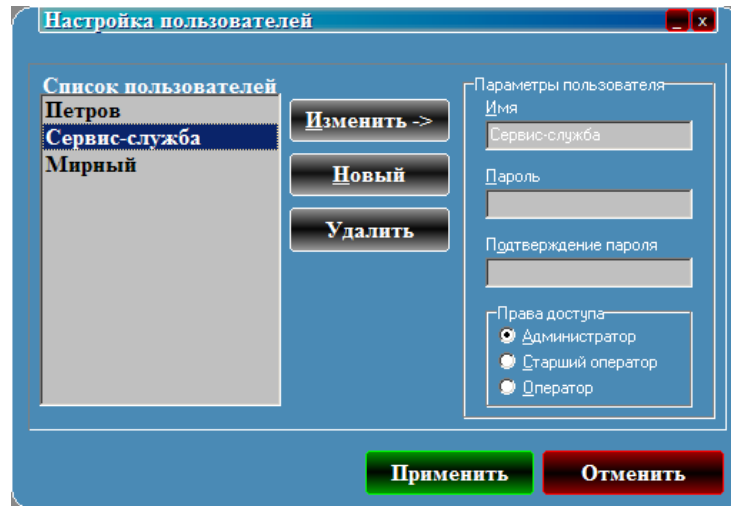 Настройка пользователей
Список пользователей
Петров
Сервис-служба
Мирный
Изменить ->
Новый
Удалить
Параметры пользователя
Имя
Сервис-служба
Пароль
Подтверждение пароля
Права доступа
Администратор
Старший оператор
Оператор
Применить
Отменить